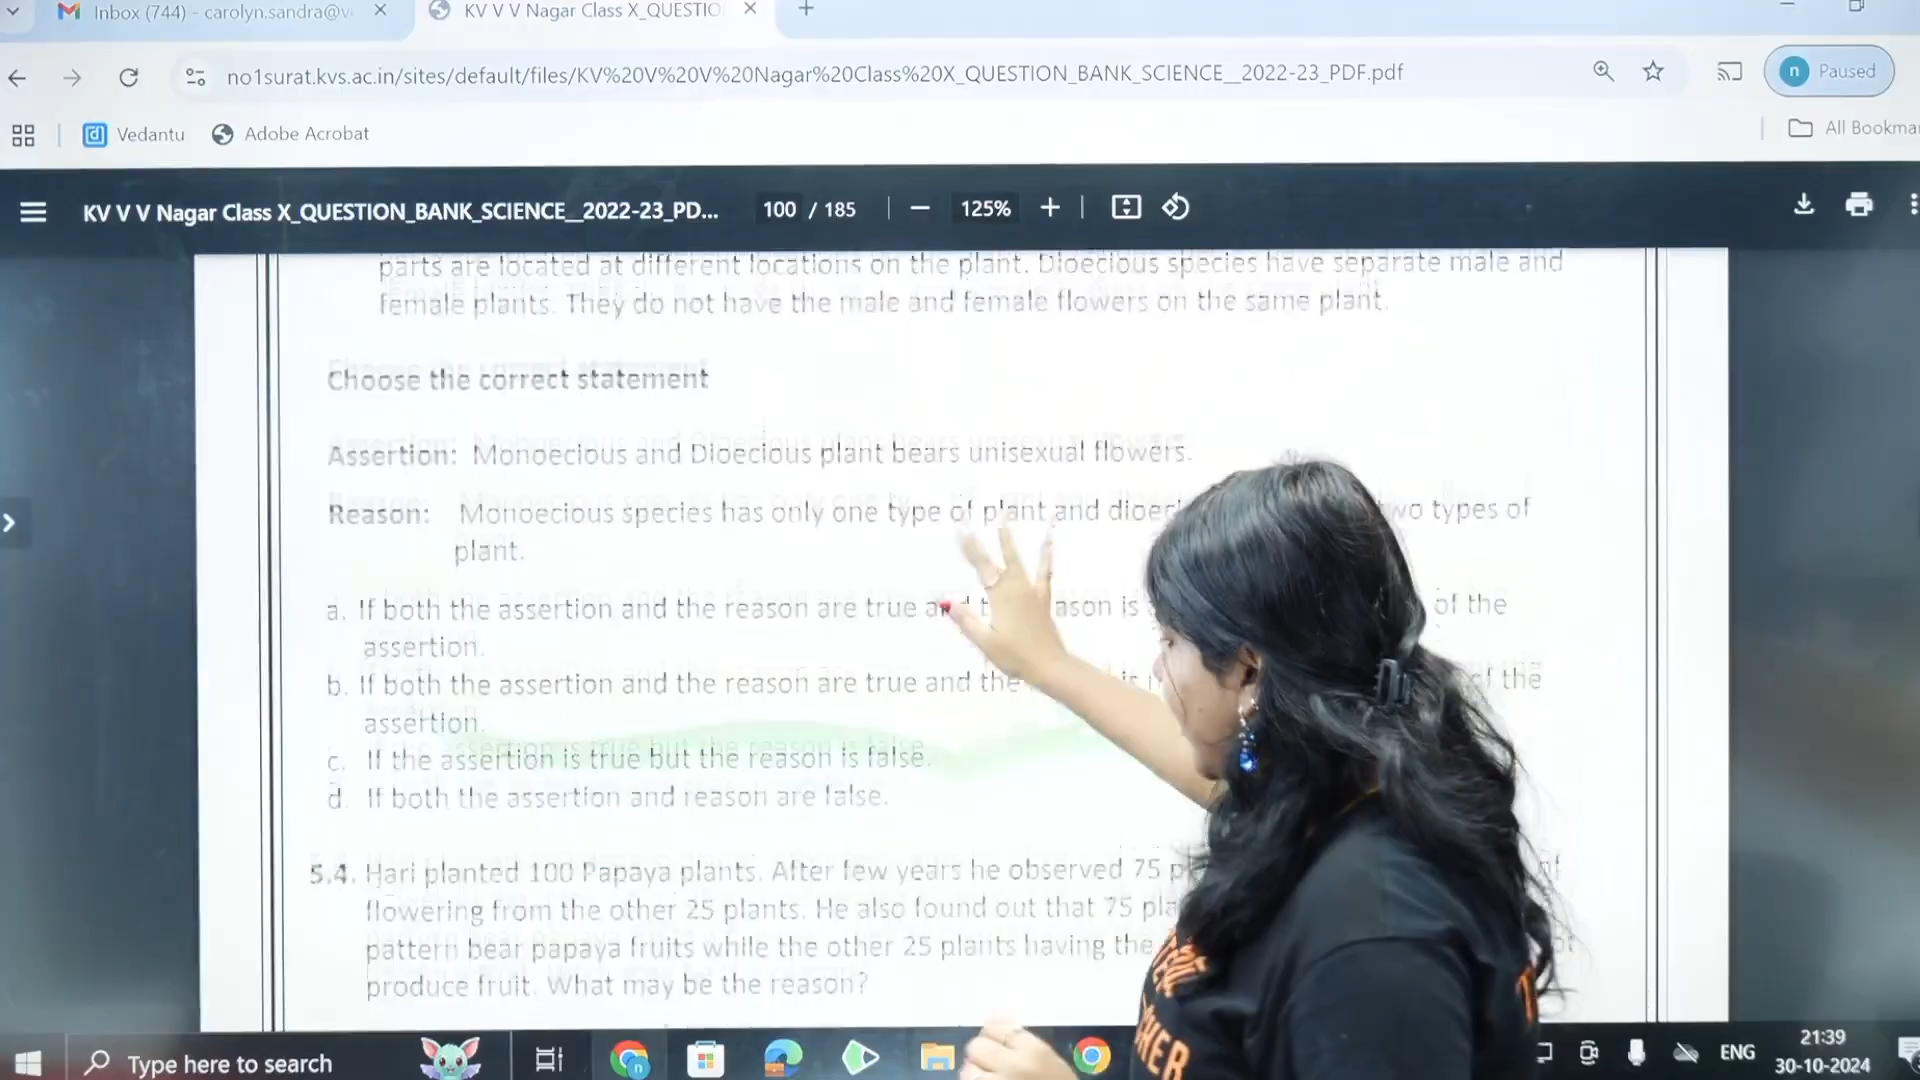 Inbox (744) - carolyn.sandra@v
KV V V Nagar Class X_QUESTIO
no1surat.kvs.ac.in/sites/default/files/KV%20V%20V%20Nagar%20Class%20X_QUESTION_BANK_SCIENCE__2022-23_PDF.pdf
n Paused
Vedantu
Adobe Acrobat
All Bookma
KV V V Nagar Class X_QUESTION_BANK_SCIENCE__2022-23_PD...
100 / 185
125%
parts are located at different locations on the plant. Dioecious species have separate male and
female plants. They do not have the male and female flowers on the same plant.
Choose the correct statement
Assertion: Monoecious and Dioecious plant bears unisexual flowers.
Reason: Monoecious species has only one type of plant and dioeci wo types of
plant.
a. If both the assertion and the reason are true and eason is of the
assertion.
b. If both the assertion and the reason are true and the is of the
assertion.
c. If the assertion is true but the reason is false.
d. If both the assertion and reason are false.
5.4. Hari planted 100 Papaya plants. After few years he observed 75 pl of
flowering from the other 25 plants. He also found out that 75 pla
pattern bear papaya fruits while the other 25 plants having the
produce fruit. What may be the reason?
Type here to search
ENG
21:39
30-10-2024